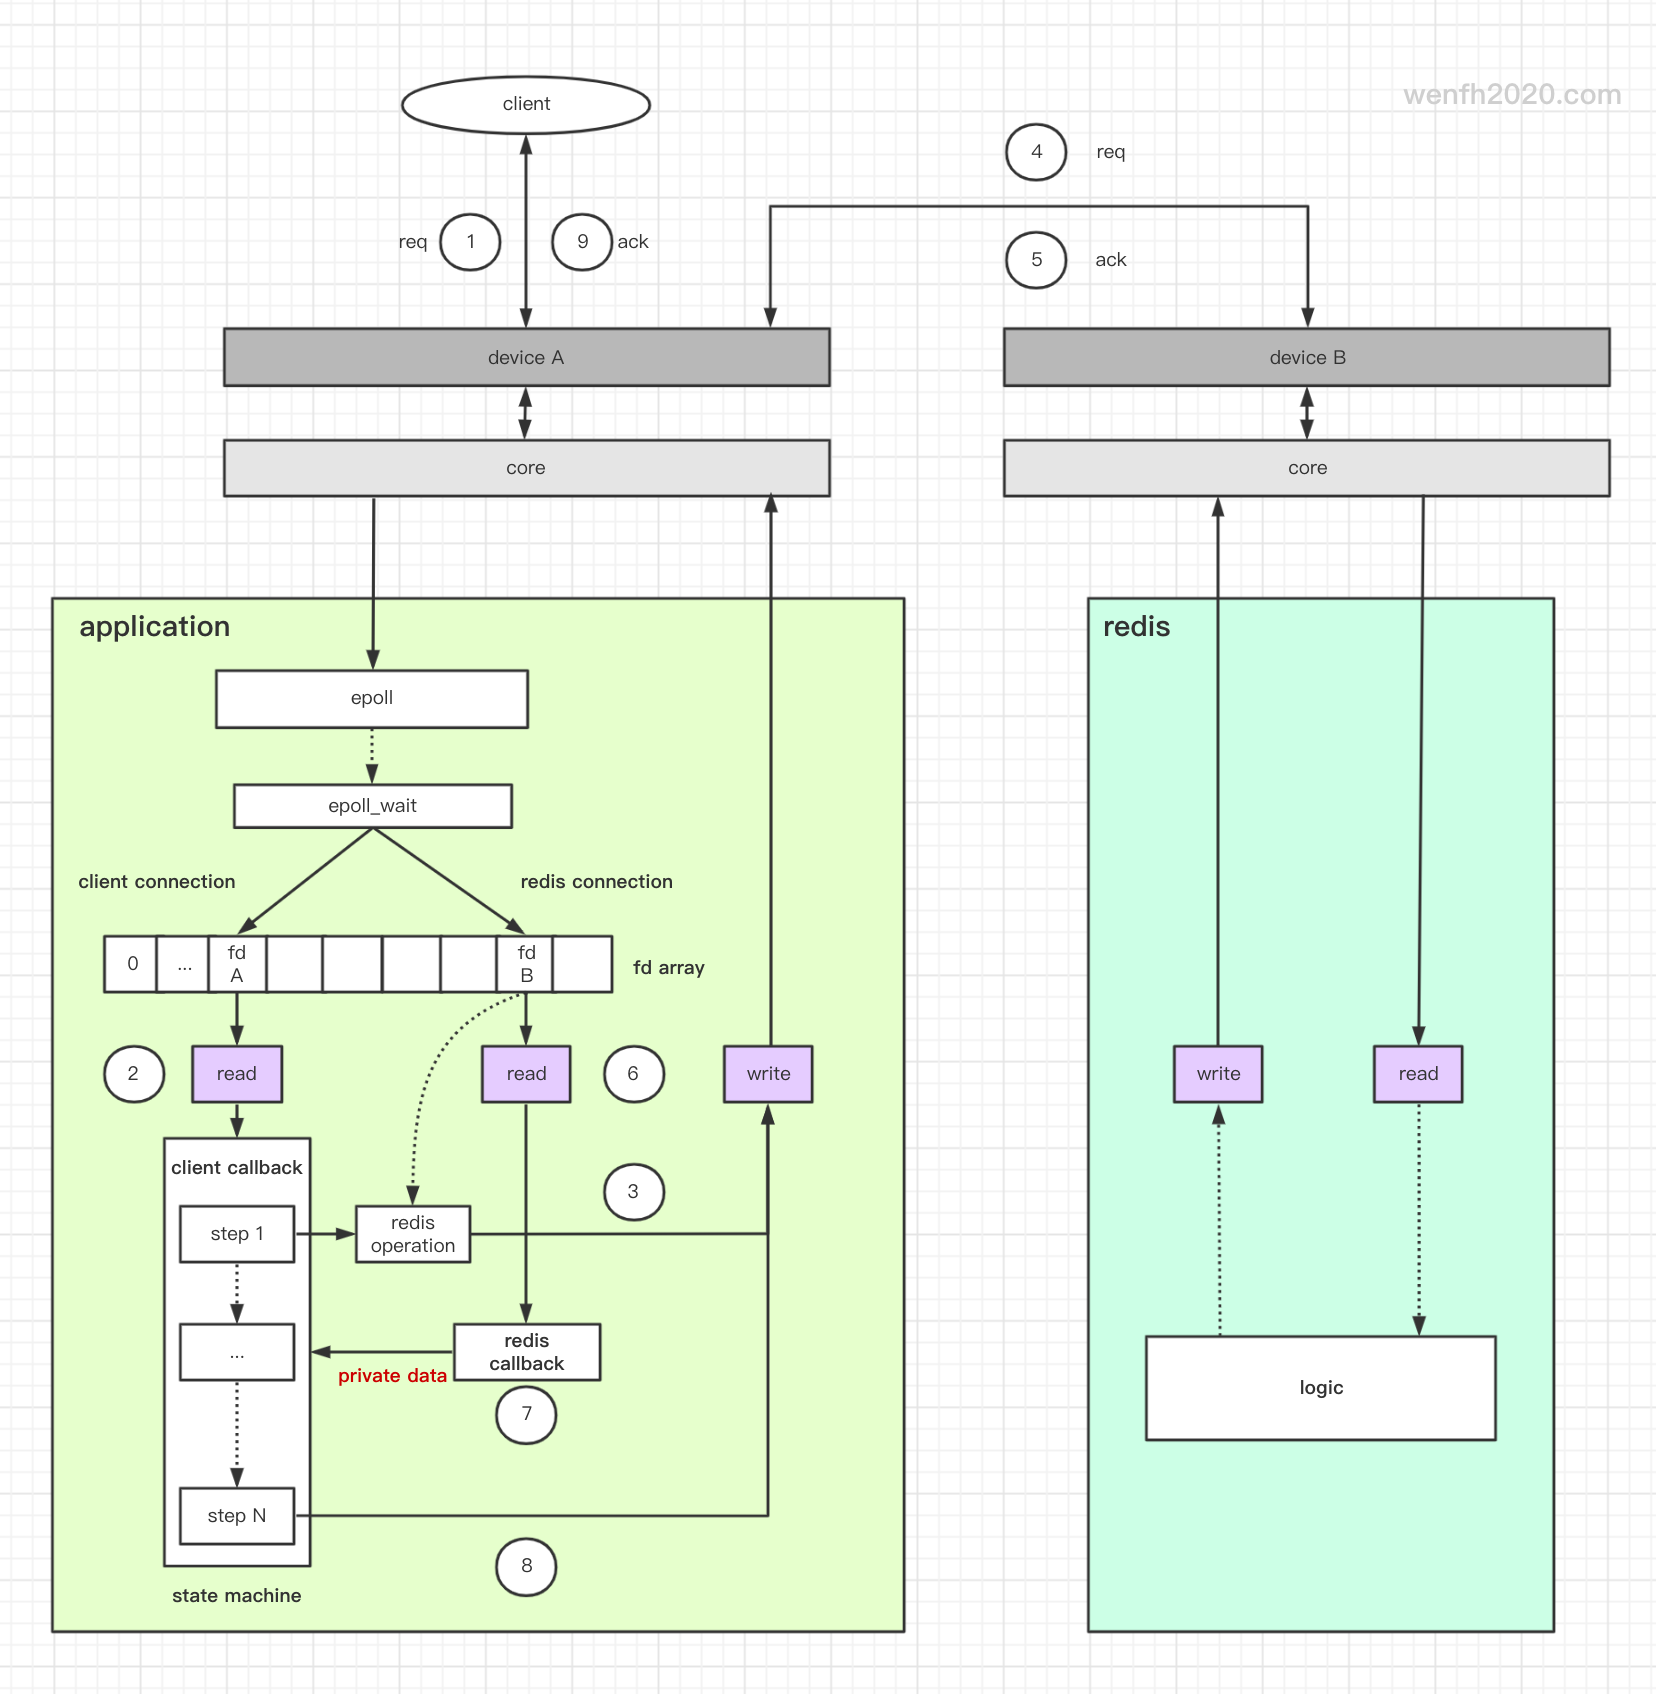 wenfh2020.com
client
4 req
req 1 9 ack
5 ack
device A
device B
core
core
application
redis
epoll
epoll_wait
client connection
redis connection
0
...
fd
A
fd
B
fd array
2
read
read
6
write
write
read
client callback
3
step 1
redis
operation
...
redis
callback
private data
logic
7
step N
8
state machine